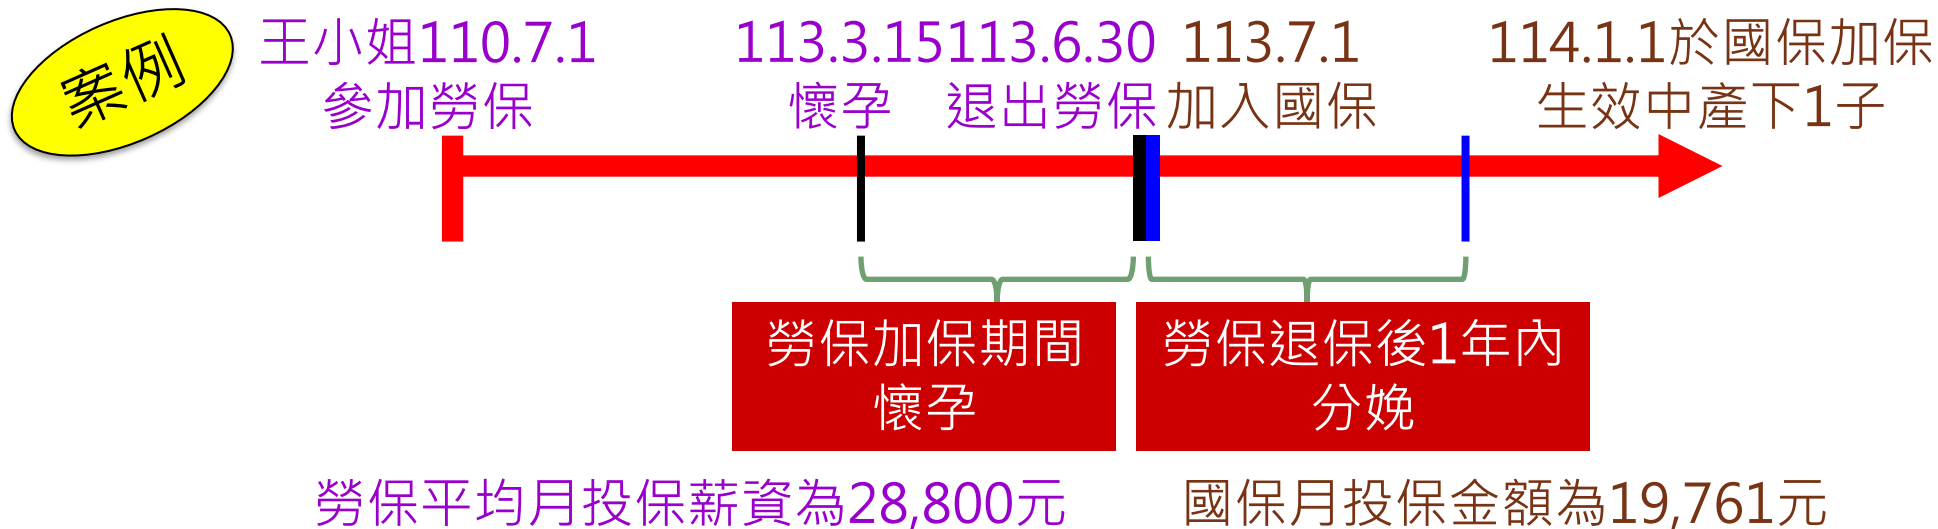 案例
王小姐110.7.1
參加勞保
113.3.15
懷孕
113.6.30
退出勞保
113.7.1
加入國保
114.1.1於國保加保
生效中產下1子
勞保加保期間
懷孕
勞保退保後1年內
分娩
勞保平均月投保薪資為28,800元
國保月投保金額為19,761元